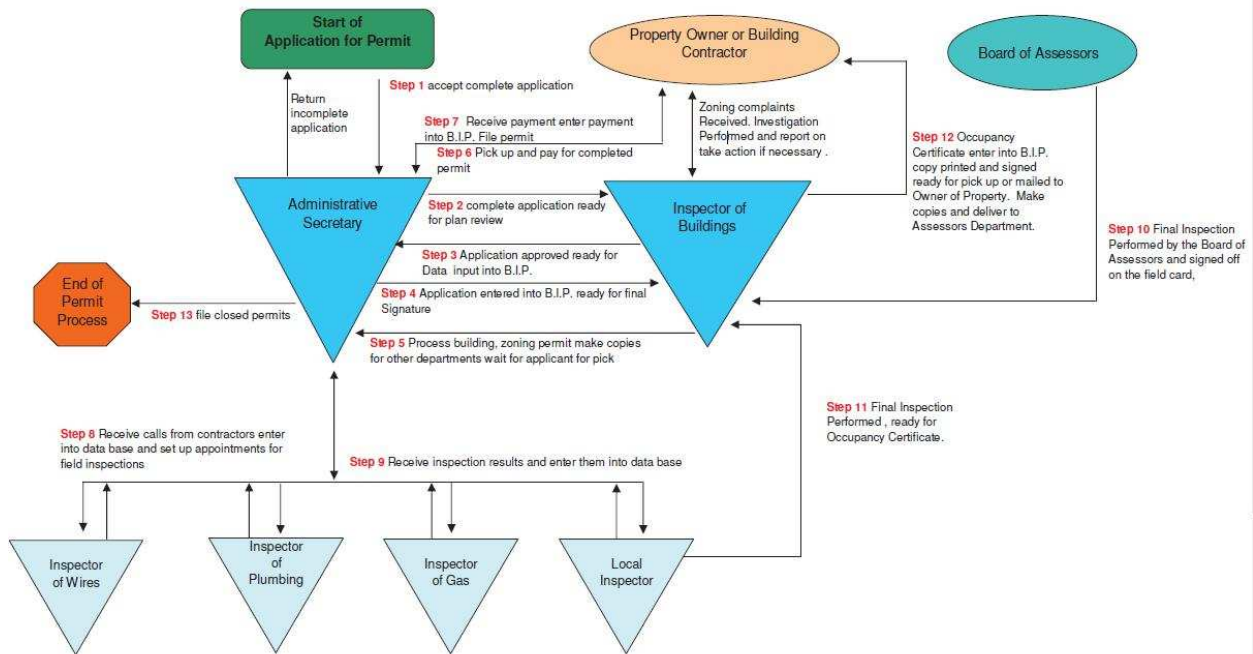 Start of
Application for Permit
Property Owner or Building
Contractor
Board of Assessors
Return
incomplete
application
Step 1 accept complete application
Step 7 Receive payment enter payment
into B.I.P. File permit
Step 6 Pick up and pay for completed
permit
Zoning complaints
Received. Investigation
Performed and report on
take action if necessary .
Step 12 Occupancy
Certificate enter into B.I.P.
copy printed and signed
ready for pick up or mailed to
Owner of Property. Make
copies and deliver to
Assessors Department.
Administrative
Secretary
Step 2 complete application ready
for plan review
Inspector of
Buildings
Step 3 Application approved ready for
Data input into B.I.P.
Step 10 Final Inspection
Performed by the Board of
Assessors and signed off
on the field card,
End of
Permit
Process
Step 4 Application entered into B.I.P. ready for final
Signature
Step 13 file closed permits
Step 5 Process building, zoning permit make copies
for other departments wait for applicant for pick
Step 11 Final Inspection
Performed , ready for
Occupancy Certificate.
Step 8 Receive calls from contractors enter
into data base and set up appointments for
field inspections
Step 9 Receive inspection results and enter them into data base
Inspector
of Wires
Inspector
of
Plumbing
Inspector
of Gas
Local
Inspector